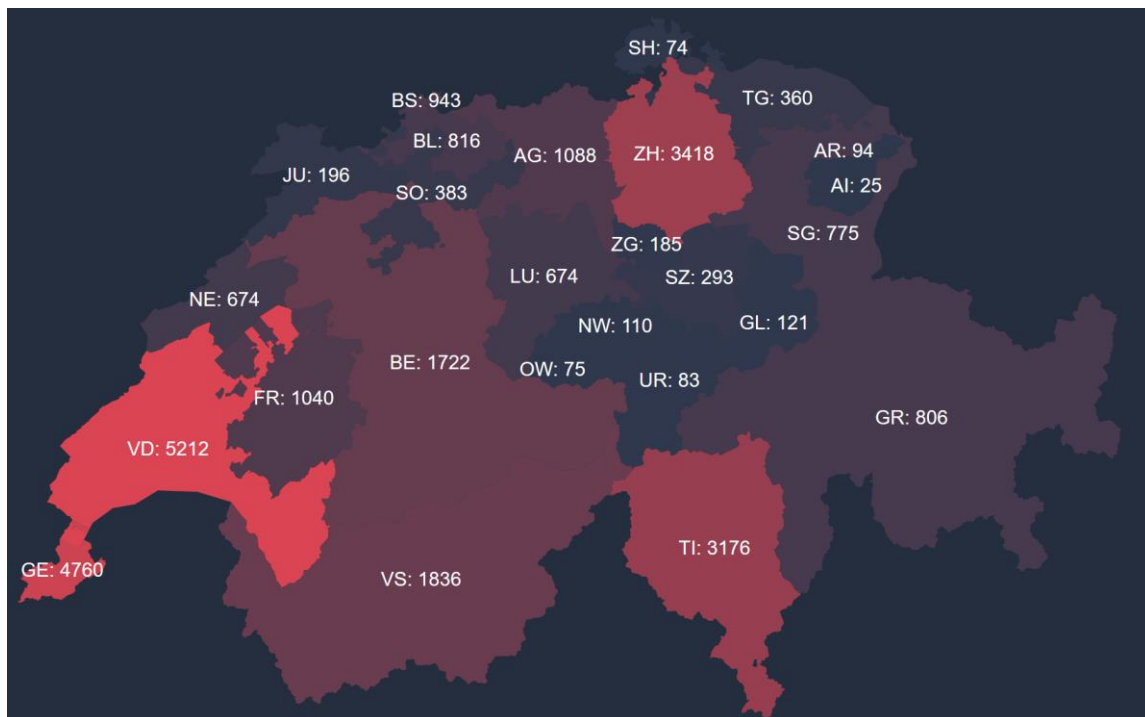 SH: 74
BS: 943
TG: 360
BL: 816
AG: 1088
ZH: 3418
AR: 94
JU: 196
SO: 383
AI: 25
SG: 775
ZG: 185
LU: 674
SZ: 293
NE: 674
NW: 110
GL: 121
BE: 1722
OW: 75
UR: 83
FR: 1040
GR: 806
VD: 5212
TI: 3176
GE: 4760
VS: 1836